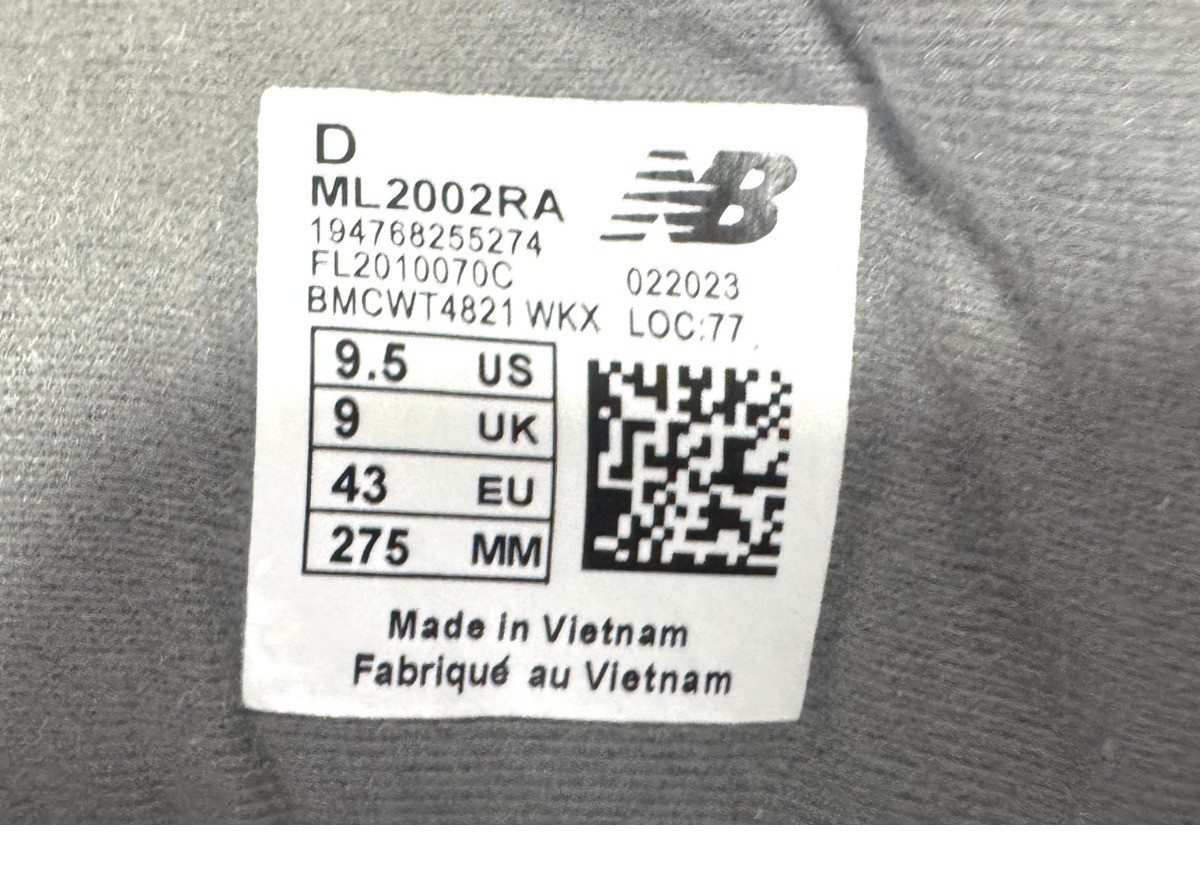 D
ML2002RA
NB
194768255274
FL2010070C 022023
BMCWT4821 WKX LOC:77
9.5 US
9 UK
43 EU
275 MM
Made in Vietnam
Fabriqué au Vietnam